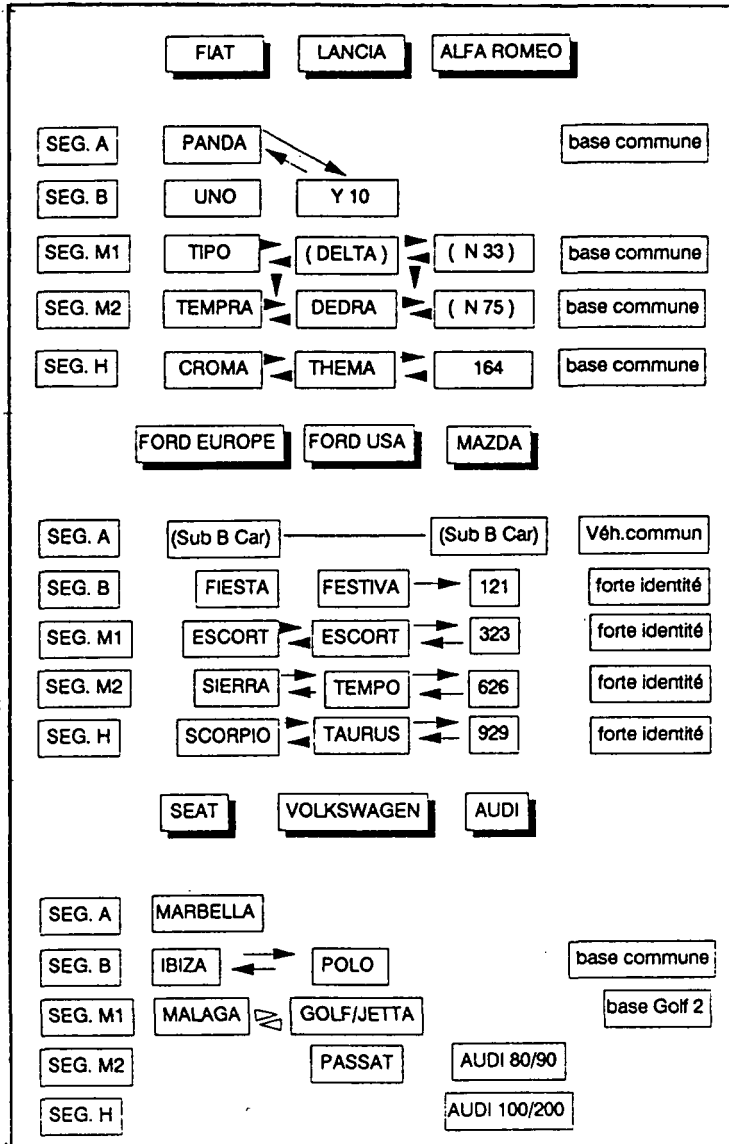 FIAT LANCIA ALFA ROMEO
SEG. A PANDA base commune
SEG. B UNO Y 10
SEG. M1 TIPO ( DELTA ) ( N 33 ) base commune
SEG. M2 TEMPRA DEDRA ( N 75 ) base commune
SEG. H CROMA THEMA 164 base commune
FORD EUROPE FORD USA MAZDA
SEG. A (Sub B Car) (Sub B Car) Véh.commun
SEG. B FIESTA FESTIVA 121 forte identité
SEG. M1 ESCORT ESCORT 323 forte identité
SEG. M2 SIERRA TEMPO 626 forte identité
SEG. H SCORPIO TAURUS 929 forte identité
SEAT VOLKSWAGEN AUDI
SEG. A MARBELLA
SEG. B IBIZA POLO base commune
SEG. M1 MALAGA GOLF/JETTA base Golf 2
SEG. M2 PASSAT AUDI 80/90
SEG. H AUDI 100/200